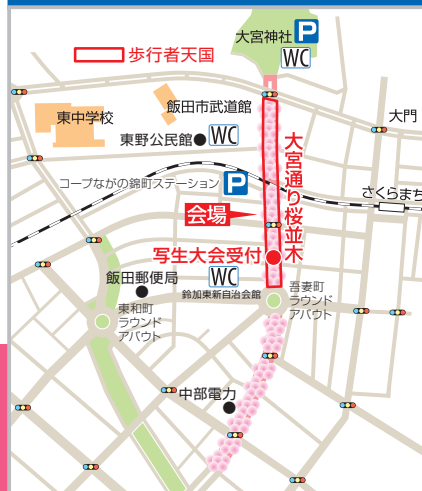 大宮神社
P
WC
歩行者天国
飯田市武道館
東中学校
大門
東野公民館
WC
大宮通り桜並木
コープながの錦町ステーション
P
さくらまち
会場
写生大会受付
WC
飯田郵便局
鈴加東新自治会館
吾妻町
ラウンド
アバウト
東和町
ラウンド
アバウト
中部電力